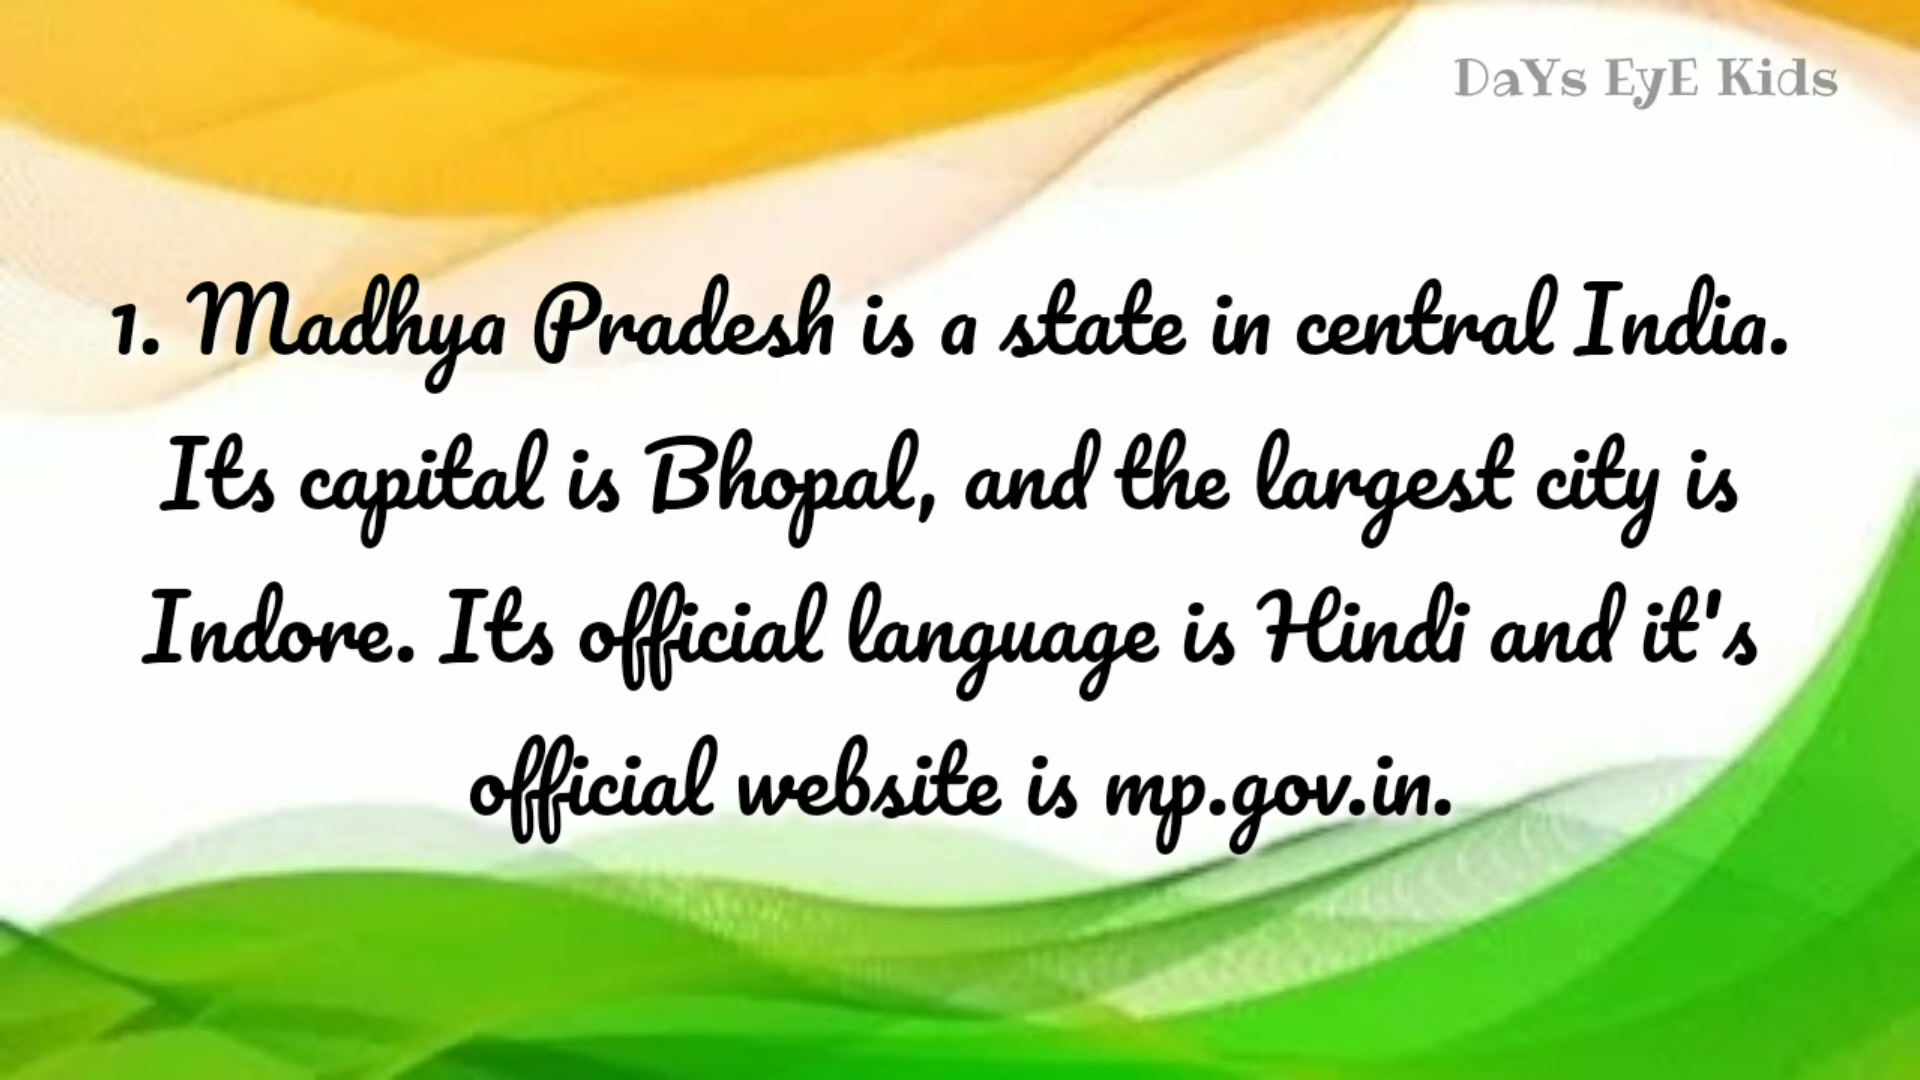 DaYs EyE Kids
1. Madhya Pradesh is a state in central India.
Its capital is Bhopal, and the largest city is
Indore. Its official language is Hindi and it's
official website is mp.gov.in.